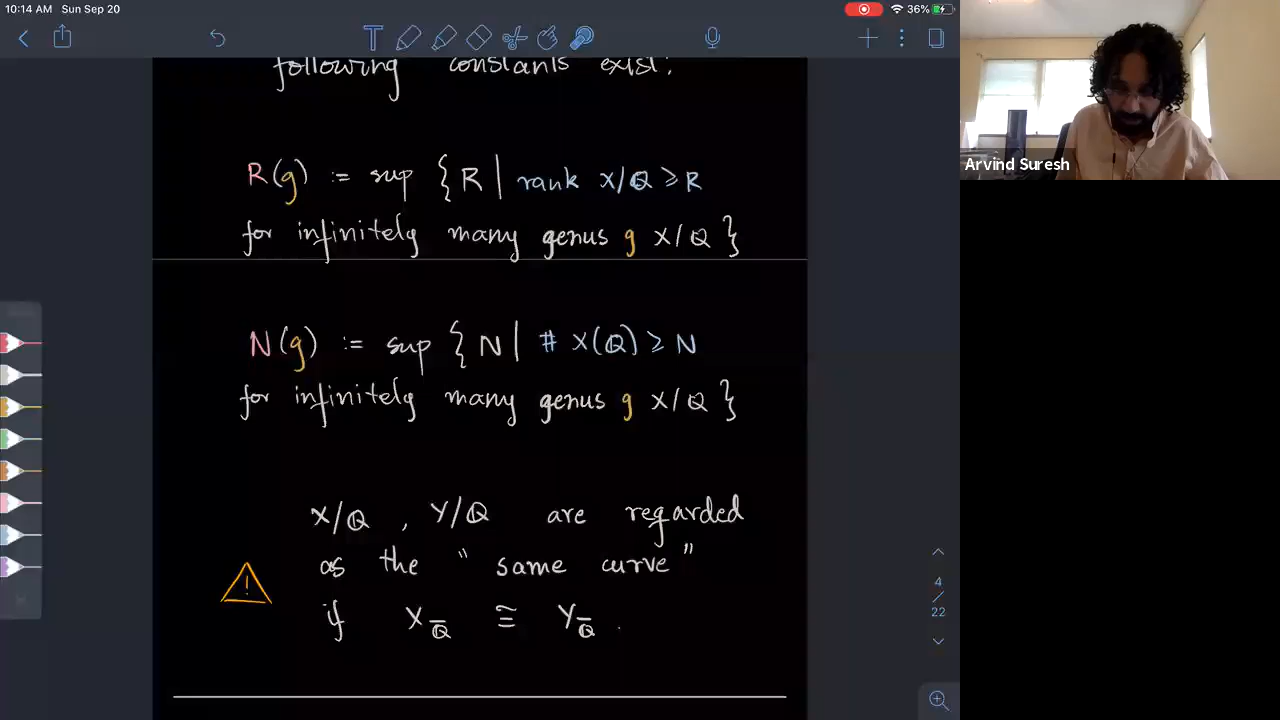 10:14 AM Sun Sep 20
36%
following constants exist:
R(g) := sup { R | rank X/ℚ ≥ R
for infinitely many genus g X/ℚ }
N(g) := sup { N | # X(ℚ) ≥ N
for infinitely many genus g X/ℚ }
X/ℚ , Y/ℚ are regarded
as the "same curve"
!
if X_ℚ̅ ≅ Y_ℚ̅ .
4
/
22
T
Arvind Suresh